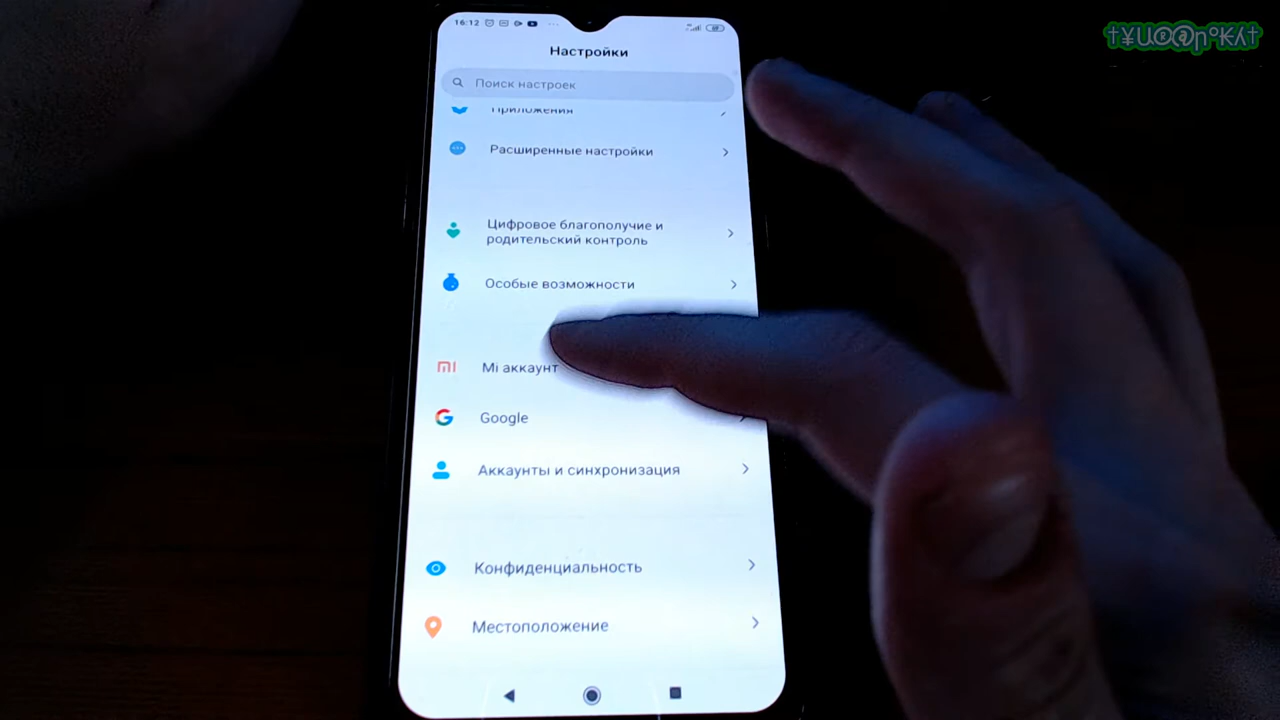 16:12
Настройки
Поиск настроек
Приложения
Расширенные настройки
Цифровое благополучие и
родительский контроль
Особые возможности
Mi аккаунт
Google
Аккаунты и синхронизация
Конфиденциальность
Местоположение